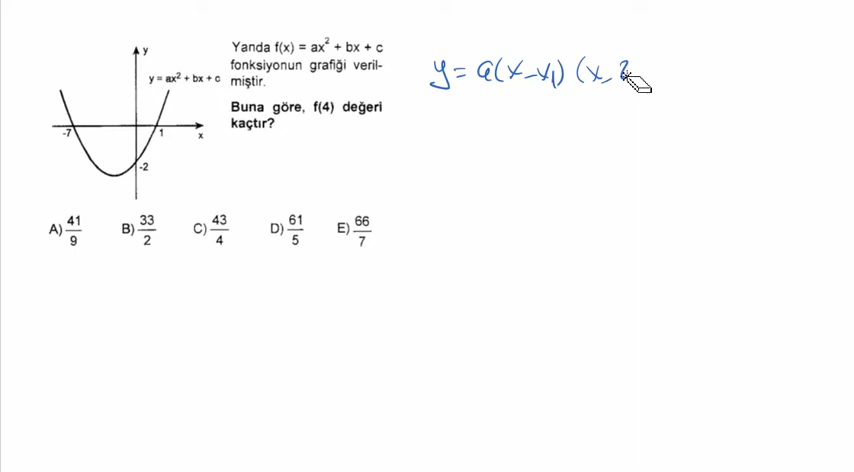 y
y = ax² + bx + c
-7
1
x
-2
Yanda f(x) = ax² + bx + c
fonksiyonun grafiği veril-
miştir.
Buna göre, f(4) değeri
kaçtır?
A) 41/9 B) 33/2 C) 43/4 D) 61/5 E) 66/7
y = a(x-x₁) (x,